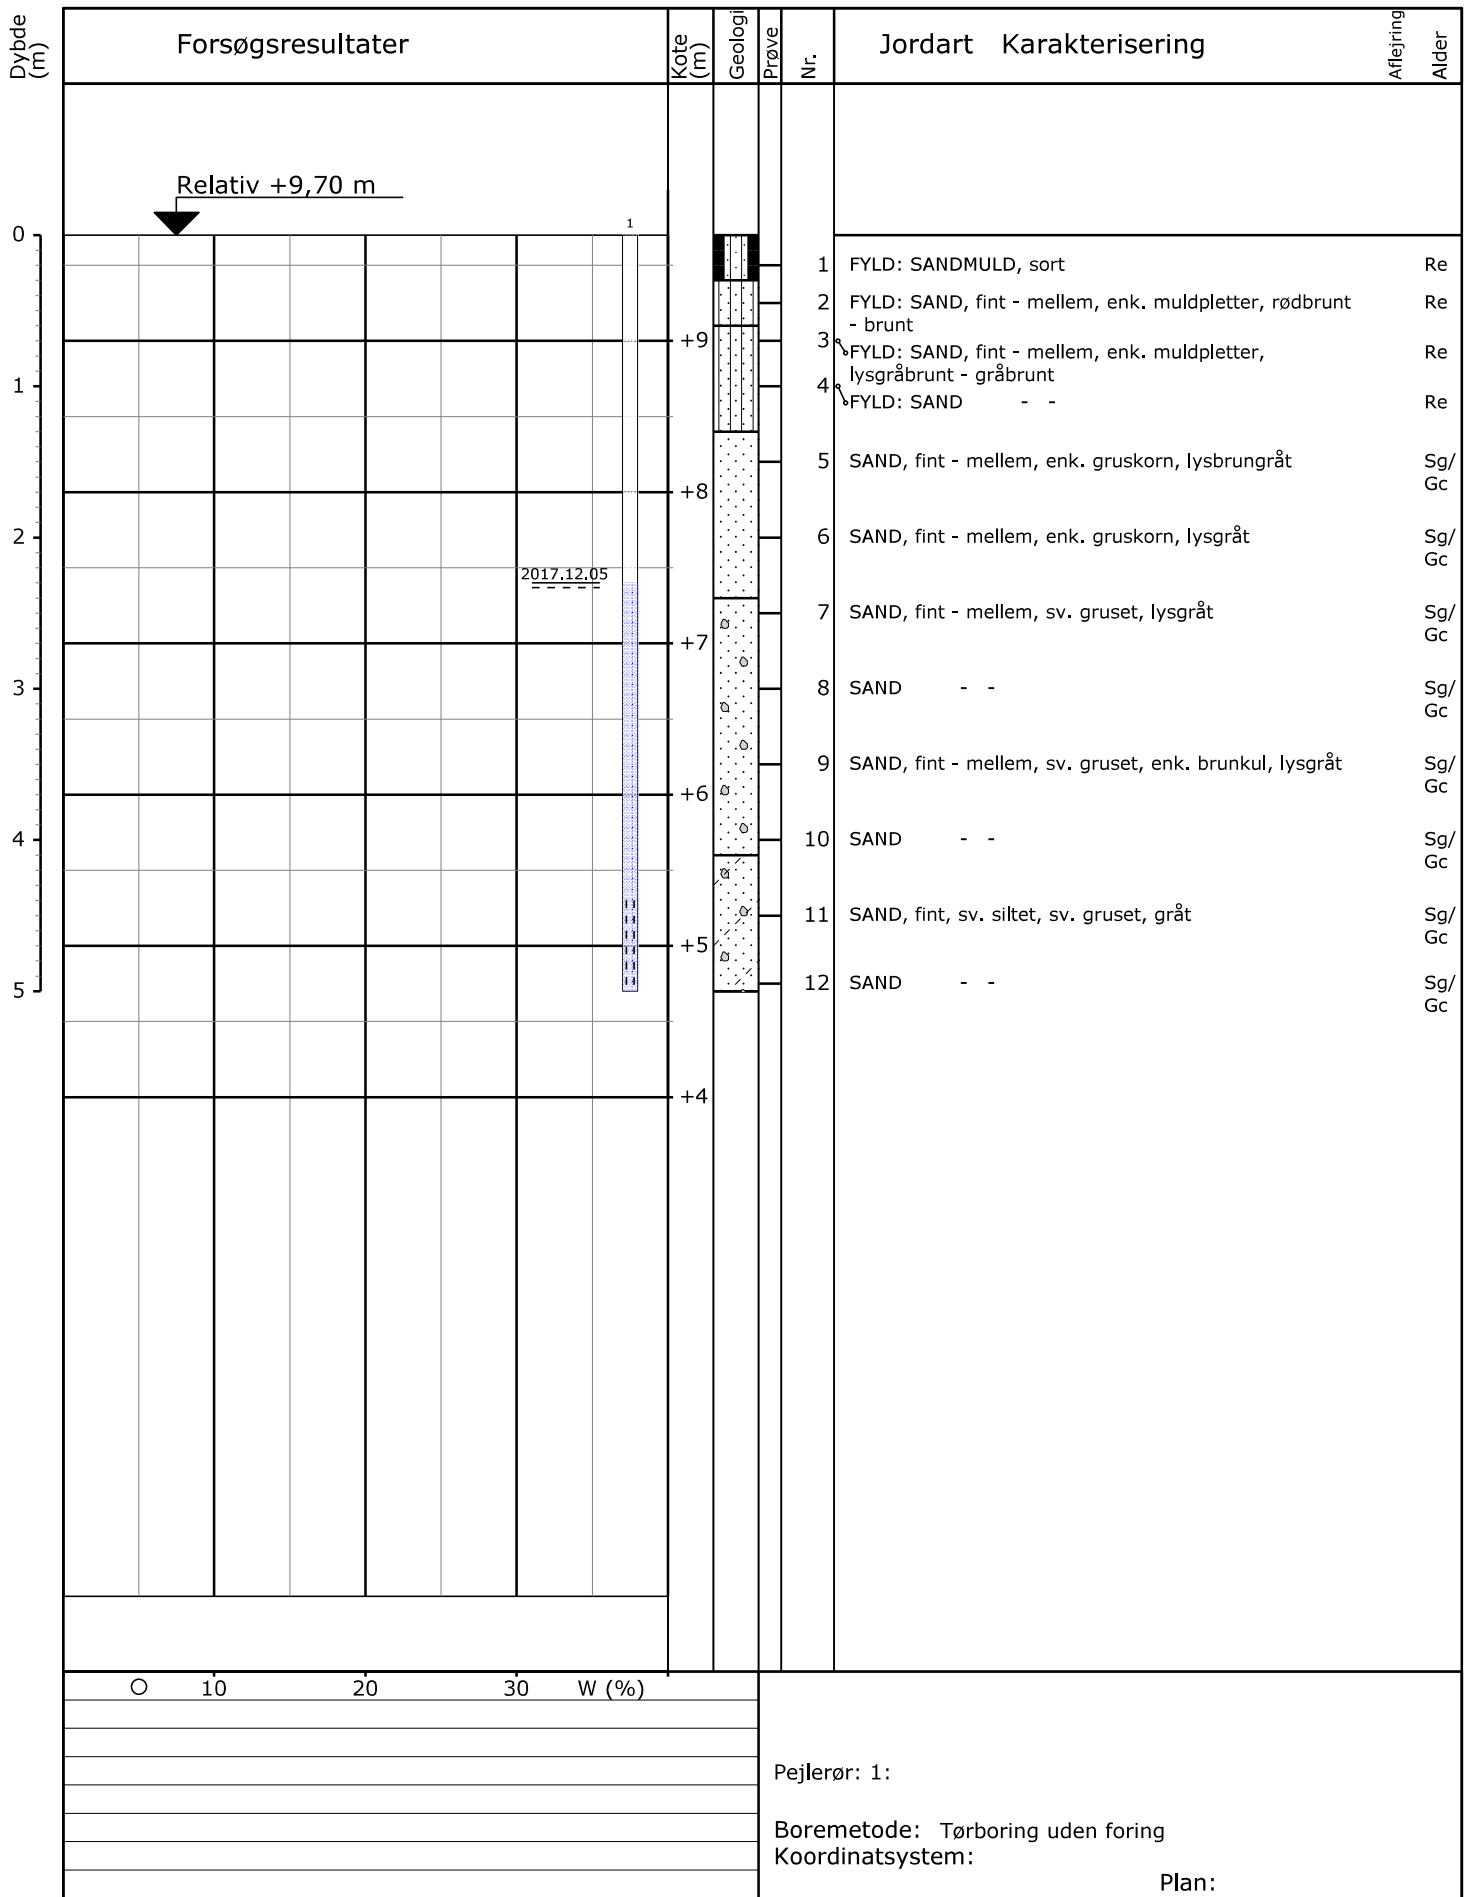 Dybde (m)
Forsøgsresultater
Kote (m)
Geologi
Prøve
Nr.
Jordart Karakterisering
Aflejring
Alder
Relativ +9,70 m
1
0
1 FYLD: SANDMULD, sort Re
2 FYLD: SAND, fint - mellem, enk. muldpletter, rødbrunt Re
- brunt
+9 3
FYLD: SAND, fint - mellem, enk. muldpletter, Re
lysgråbrunt - gråbrunt
1 4
FYLD: SAND - - Re
5 SAND, fint - mellem, enk. gruskorn, lysbrungråt Sg/
Gc
+8
2 6 SAND, fint - mellem, enk. gruskorn, lysgråt Sg/
Gc
2017.12.05
7 SAND, fint - mellem, sv. gruset, lysgråt Sg/
Gc
+7
3 8 SAND - - Sg/
Gc
9 SAND, fint - mellem, sv. gruset, enk. brunkul, lysgråt Sg/
Gc
+6
4 10 SAND - - Sg/
Gc
11 SAND, fint, sv. siltet, sv. gruset, gråt Sg/
Gc
+5
5 12 SAND - - Sg/
Gc
+4
10 20 30 W (%)
Pejlerør: 1:
Boremetode: Tørboring uden foring
Koordinatsystem:
Plan: